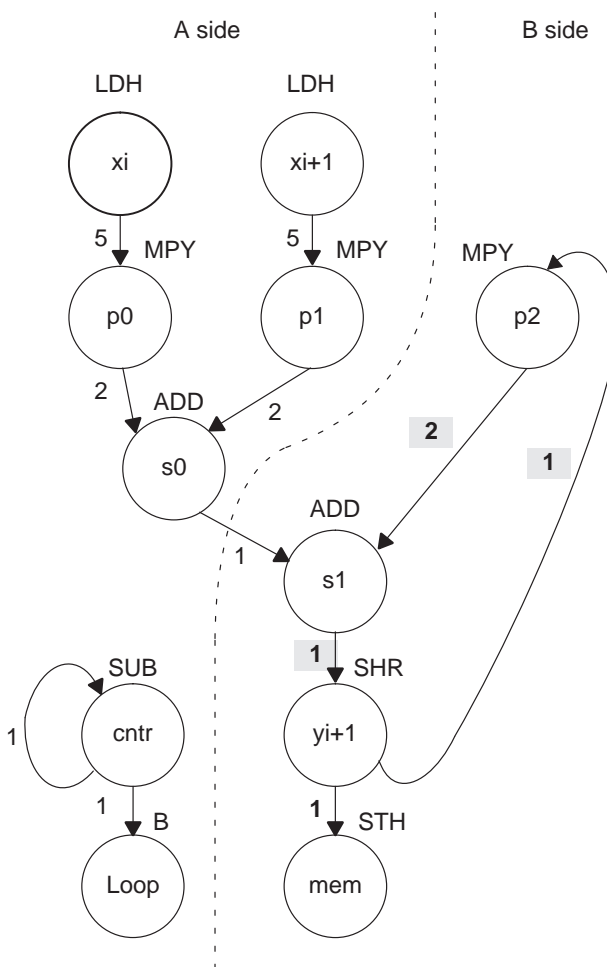 A side B side
LDH LDH
xi xi+1
5 MPY 5 MPY MPY
p0 p1 p2
2 ADD 2 2 1
s0 ADD
1
s1
SUB 1 SHR
1 cntr yi+1
1 B 1 STH
Loop mem